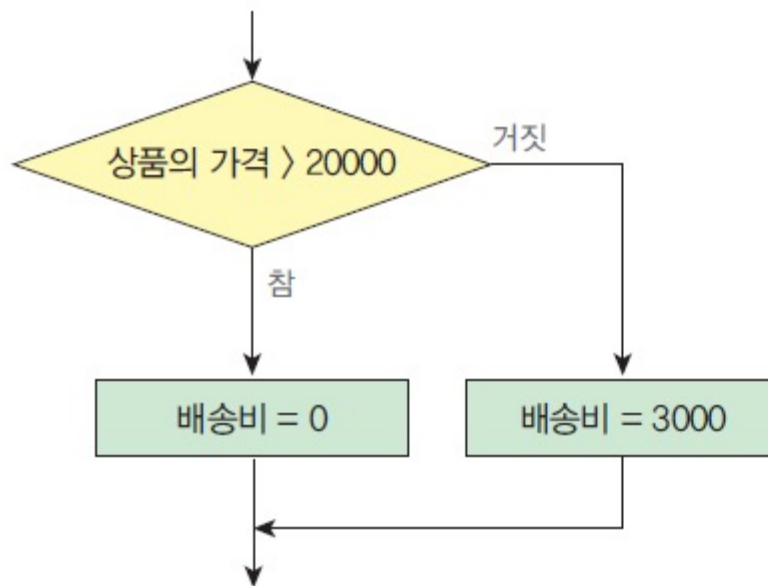 상품의 가격 > 20000
거짓
참
배송비 = 0
배송비 = 3000